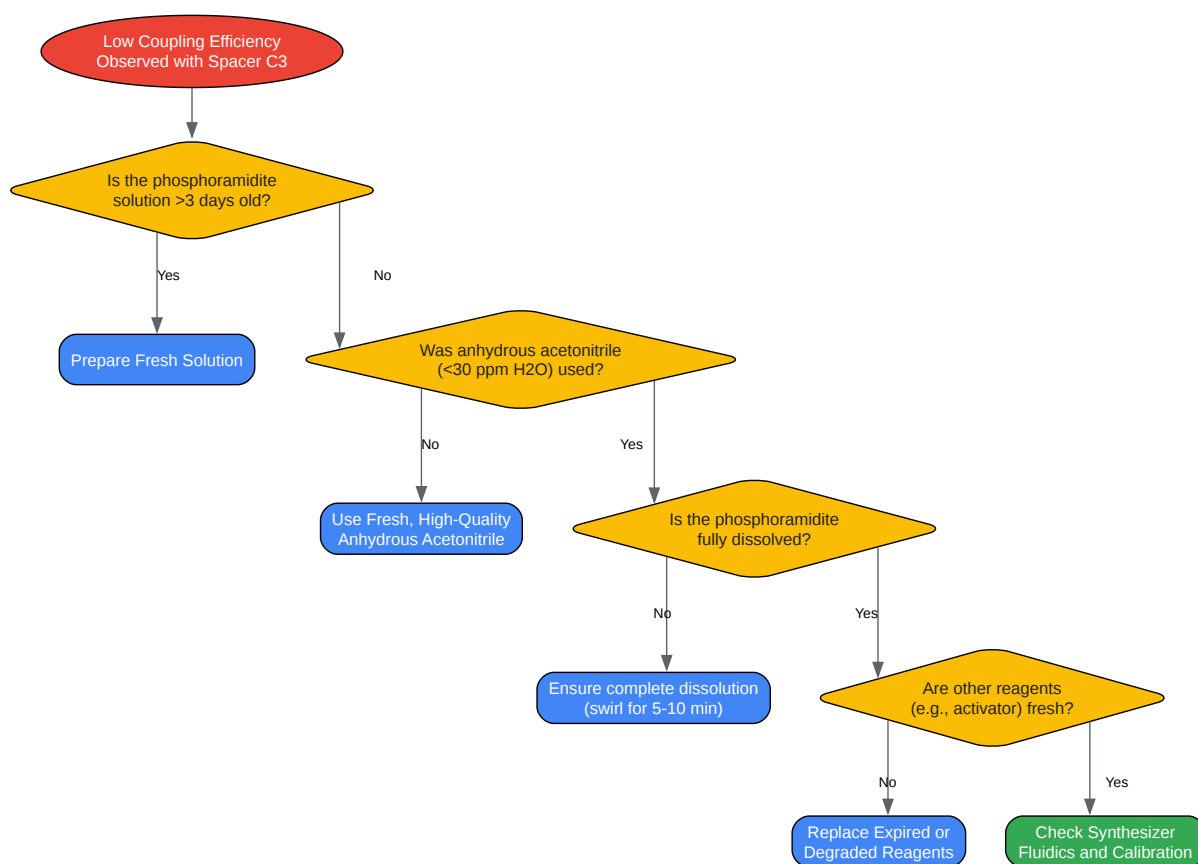 Low Coupling Efficiency
Observed with Spacer C3
Is the phosphoramidite
solution >3 days old?
Yes
No
Prepare Fresh Solution
Was anhydrous acetonitrile
(<30 ppm H2O) used?
No
Yes
Use Fresh, High-Quality
Anhydrous Acetonitrile
Is the phosphoramidite
fully dissolved?
No
Yes
Ensure complete dissolution
(swirl for 5-10 min)
Are other reagents
(e.g., activator) fresh?
No
Yes
Replace Expired or
Degraded Reagents
Check Synthesizer
Fluidics and Calibration